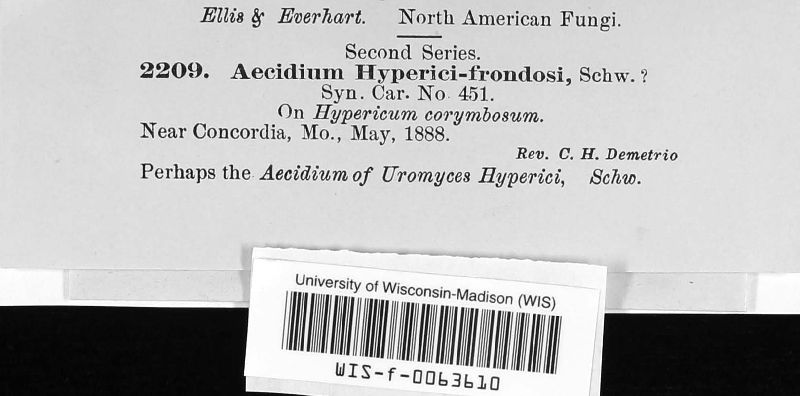 Ellis & Everhart. North American Fungi.
Second Series.
2209. Aecidium Hyperici-frondosi, Schw. ?
Syn. Car. No 451.
On Hypericum corymbosum.
Near Concordia, Mo., May, 1888.
Rev. C. H. Demetrio
Perhaps the Aecidium of Uromyces Hyperici, Schw.
University of Wisconsin-Madison (WIS)
WIS-f-0063610